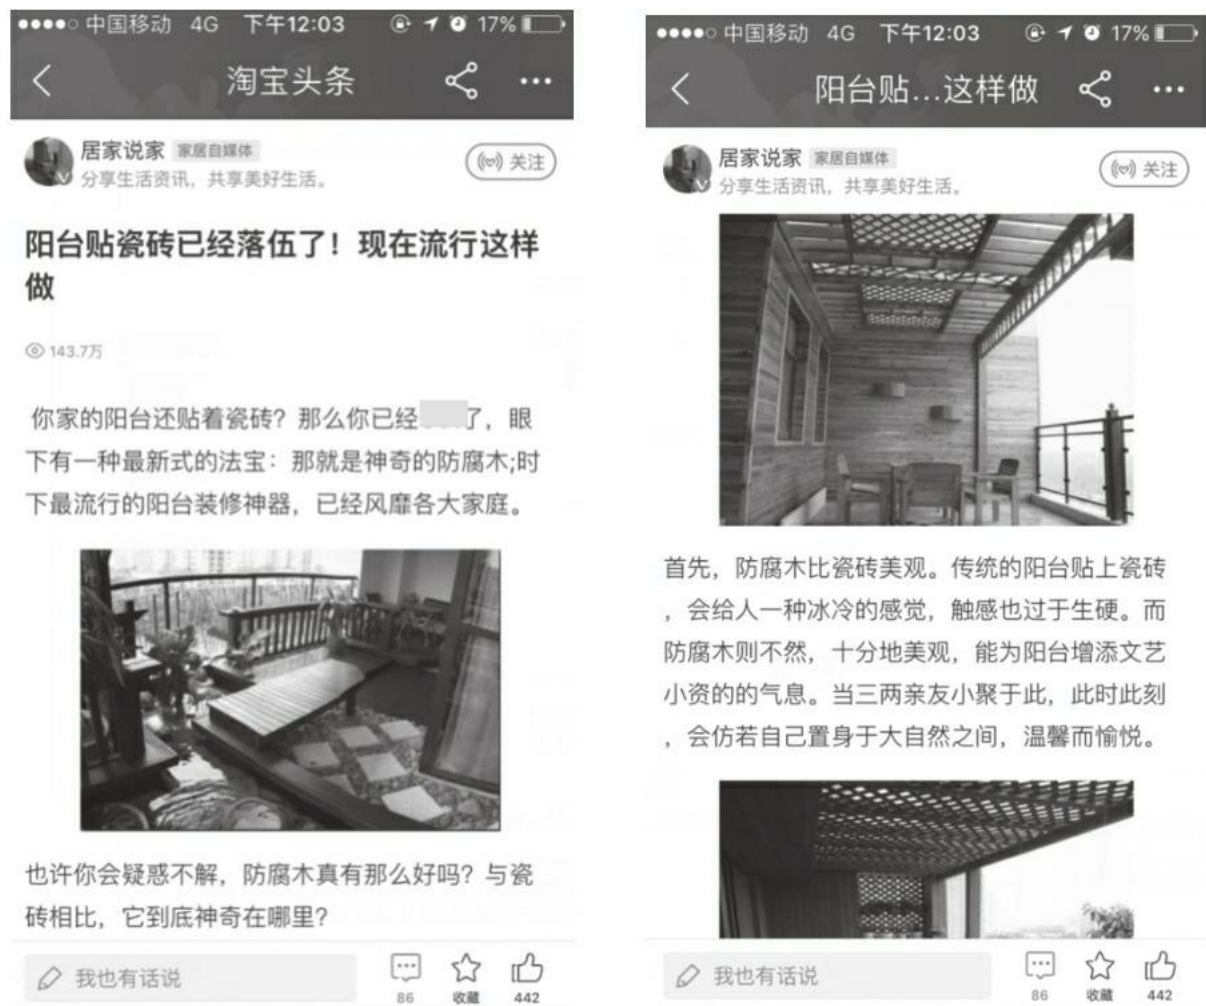 中国移动 4G 下午12:03 17%
淘宝头条
居家说家 家居自媒体
分享生活资讯，共享美好生活。
关注
阳台贴瓷砖已经落伍了！现在流行这样
做
143.7万
你家的阳台还贴着瓷砖？那么你已经 了，眼
下有一种最新式的法宝：那就是神奇的防腐木;时
下最流行的阳台装修神器，已经风靡各大家庭。
也许你会疑惑不解，防腐木真有那么好吗？与瓷
砖相比，它到底神奇在哪里？
我也有话说
86 收藏 442
中国移动 4G 下午12:03 17%
阳台贴...这样做
居家说家 家居自媒体
分享生活资讯，共享美好生活。
关注
首先，防腐木比瓷砖美观。传统的阳台贴上瓷砖
，会给人一种冰冷的感觉，触感也过于生硬。而
防腐木则不然，十分地美观，能为阳台增添文艺
小资的的气息。当三两亲友小聚于此，此时此刻
，会仿若自己置身于大自然之间，温馨而愉悦。
我也有话说
86 收藏 442